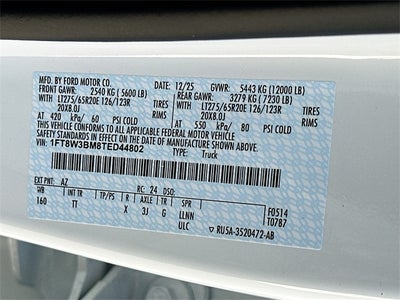 MFD. BY FORD MOTOR CO. 12/25 GVWR: 5443 KG (12000 LB)
FRONT GAWR: 2540 KG (5600 LB) REAR GAWR: 3279 KG (7230 LB)
LT275/65R20E 126/123R TIRES LT275/65R20E 126/123R TIRES
20X8.0J RIMS 20X8.0J RIMS
AT 420 kPa/ 60 PSI COLD AT 550 kPa/ 80 PSI COLD
THIS VEHICLE CONFORMS TO ALL APPLICABLE FEDERAL MOTOR VEHICLE
SAFETY STANDARDS IN EFFECT ON THE DATE OF MANUFACTURE SHOWN ABOVE.
VIN: 1FT8W3BM8TED44802 TYPE: Truck
EXT PNT: AZ RC: 24 DSO:
WB INT TR TP/PS R AXLE TR SPR F0514
160 TT X 3J G LLNN T0787
ULC RU5A-3520472-AB